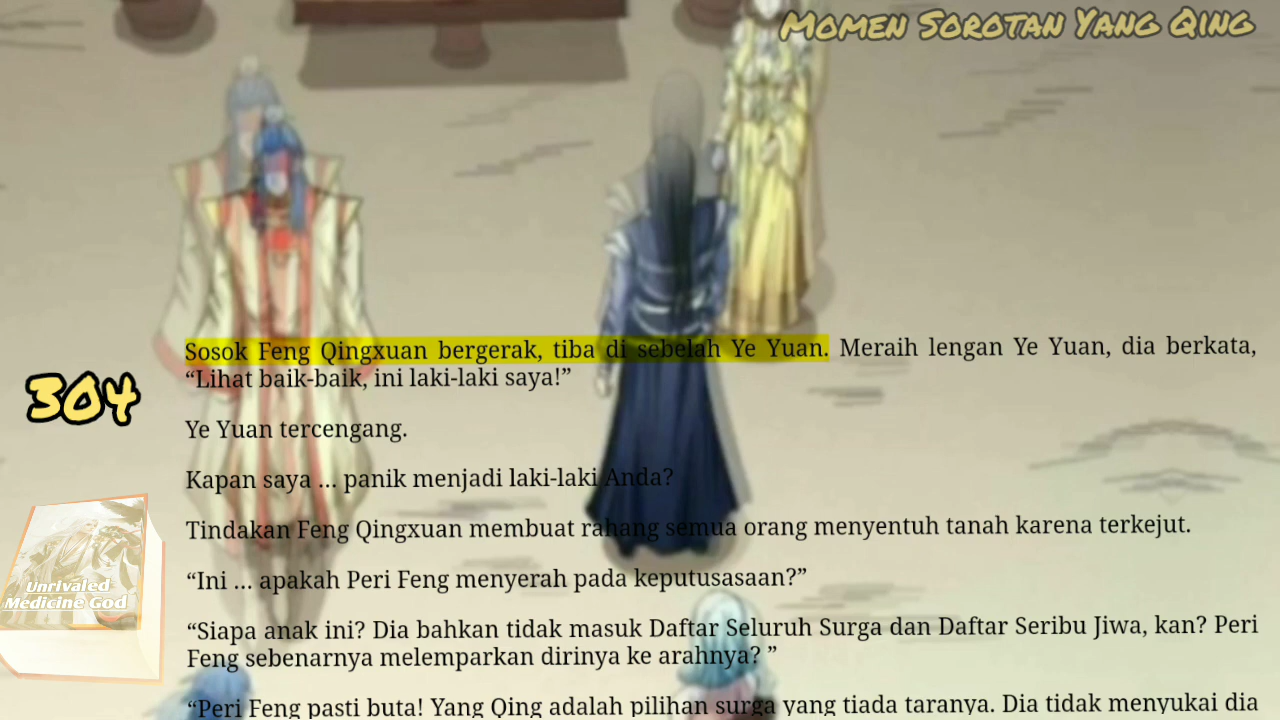 Momen Sorotan Yang Qing
Sosok Feng Qingxuan bergerak, tiba di sebelah Ye Yuan. Meraih lengan Ye Yuan, dia berkata,
“Lihat baik-baik, ini laki-laki saya!”
304
Ye Yuan tercengang.
Kapan saya ... panik menjadi laki-laki Anda?
Tindakan Feng Qingxuan membuat rahang semua orang menyentuh tanah karena terkejut.
“Ini ... apakah Peri Feng menyerah pada keputusasaan?”
Unrivaled
Medicine God
“Siapa anak ini? Dia bahkan tidak masuk Daftar Seluruh Surga dan Daftar Seribu Jiwa, kan? Peri
Feng sebenarnya melemparkan dirinya ke arahnya? ”
“Peri Feng pasti buta! Yang Qing adalah pilihan surga yang tiada taranya. Dia tidak menyukai dia